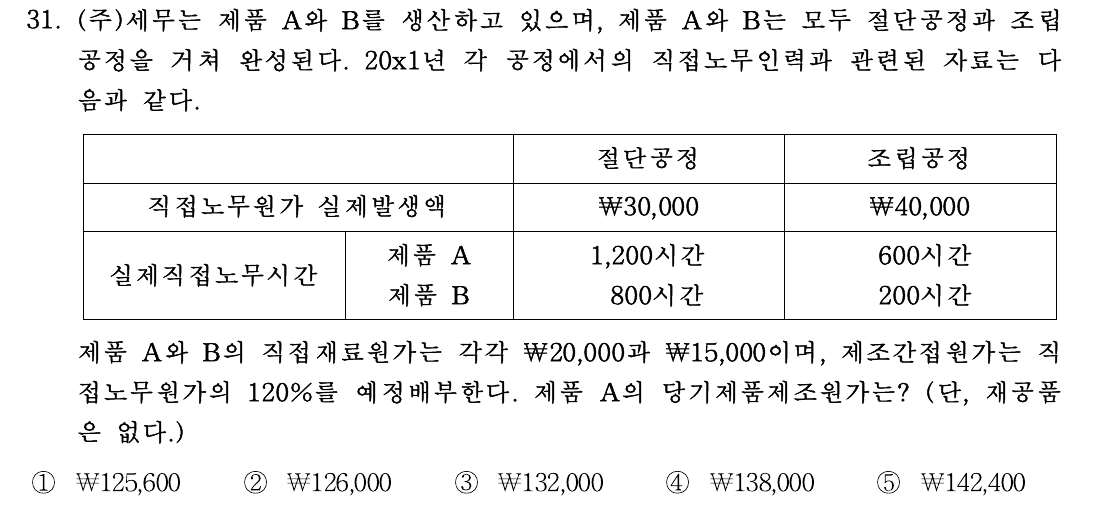 31. (주)세무는 제품 A와 B를 생산하고 있으며, 제품 A와 B는 모두 절단공정과 조립
공정을 거쳐 완성된다. 20x1년 각 공정에서의 직접노무인력과 관련된 자료는 다
음과 같다.
절단공정 조립공정
직접노무원가 실제발생액 ₩30,000 ₩40,000
실제직접노무시간 제품 A 1,200시간 600시간
제품 B 800시간 200시간
제품 A와 B의 직접재료원가는 각각 ₩20,000과 ₩15,000이며, 제조간접원가는 직
접노무원가의 120%를 예정배부한다. 제품 A의 당기제품제조원가는? (단, 재공품
은 없다.)
① ₩125,600 ② ₩126,000 ③ ₩132,000 ④ ₩138,000 ⑤ ₩142,400